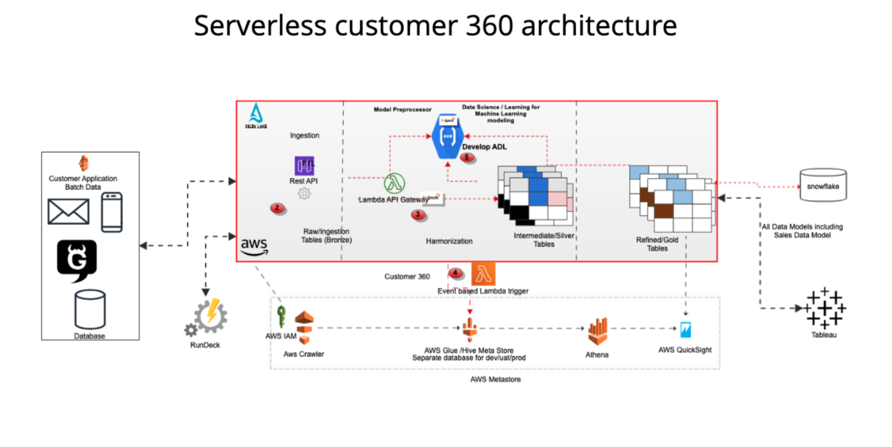 Serverless customer 360 architecture
DELTA LAKE
Ingestion
Model Preprocessor
Data Science / Learning for
Machine Learning
modeling
Develop ADL
5
Customer Application
Batch Data
Rest API
Lambda API Gateway
2
3
snowflake
aws
Raw/Ingestion
Tables (Bronze)
Harmonization
Intermediate/Silver
Tables
Refined/Gold
Tables
All Data Models including
Sales Data Model
Customer 360
4
Event based Lambda trigger
Database
RunDeck
AWS IAM
Aws Crawler
AWS Glue /Hive Meta Store
Separate database for dev/uat/prod
Athena
AWS QuickSight
Tableau
AWS Metastore